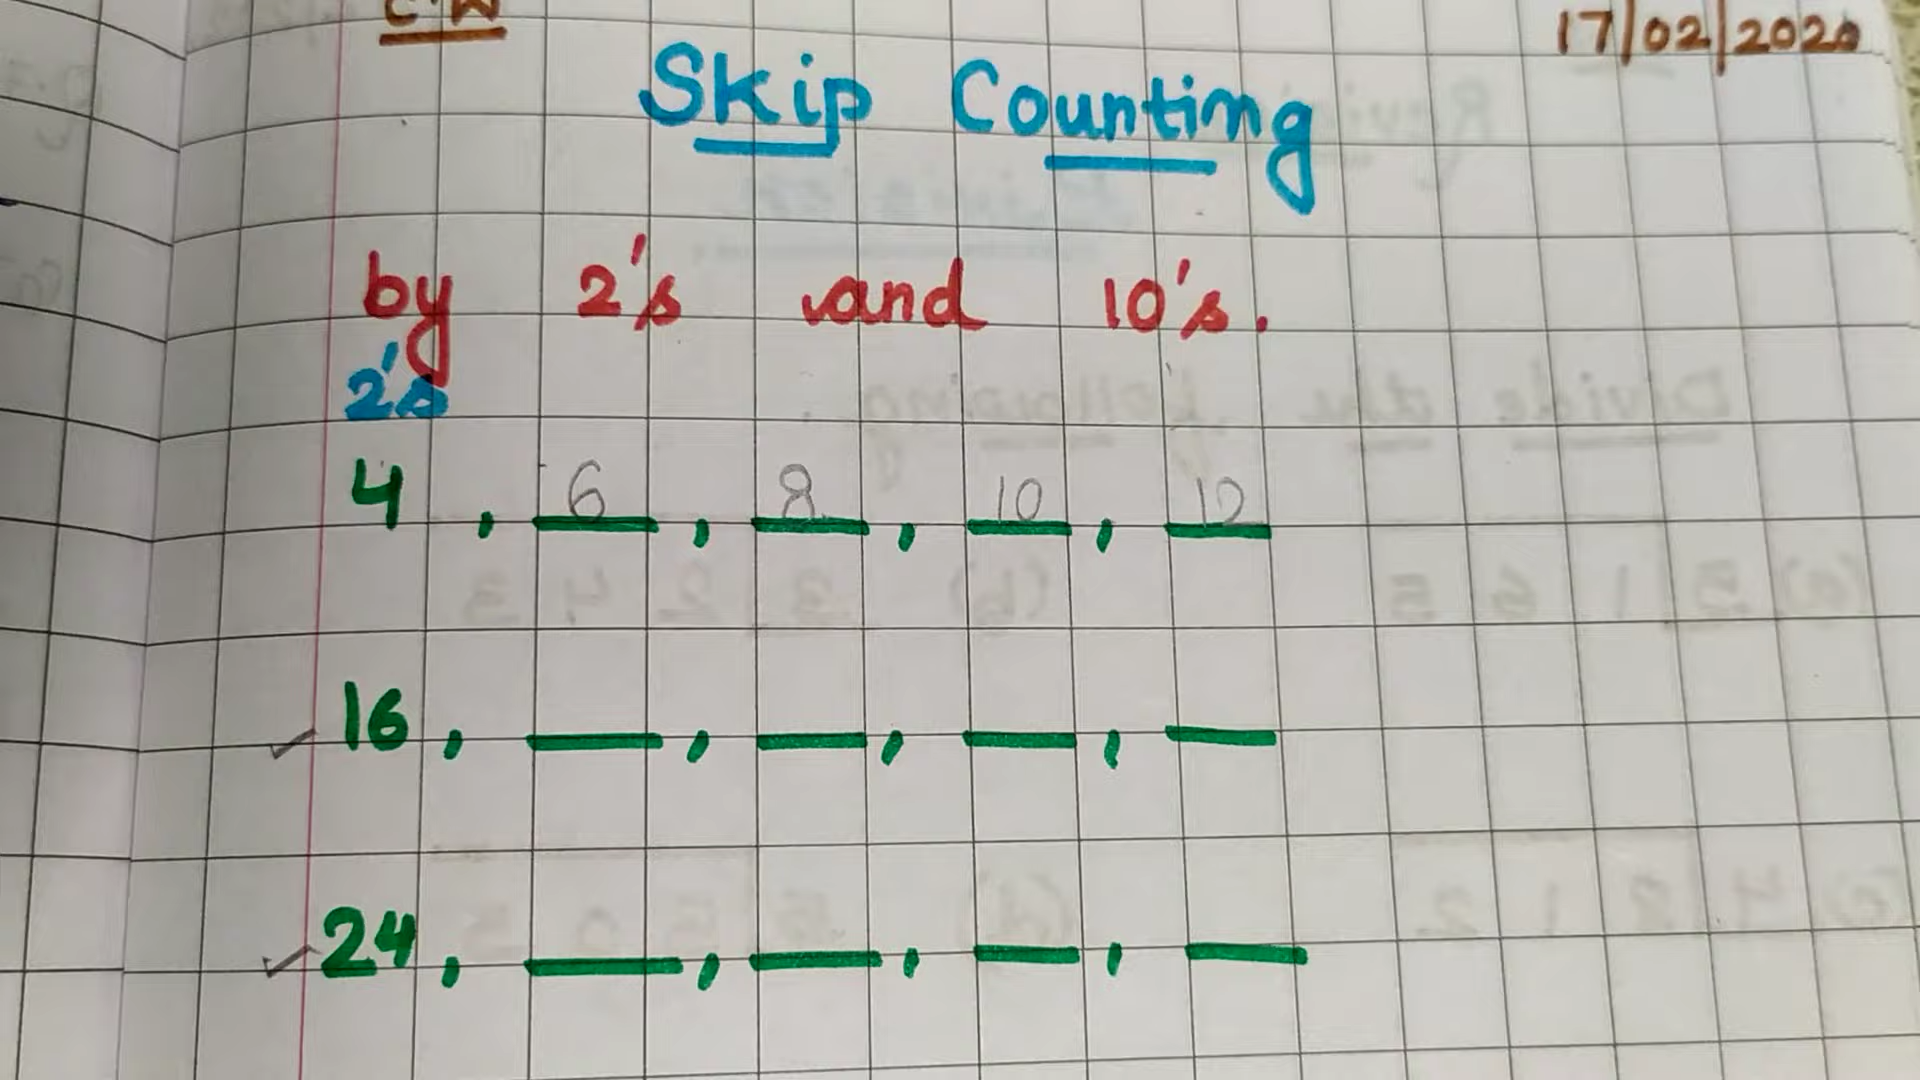 C.W 17/02/2020
Skip Counting
by 2's and 10's.
2's
4 , 6 , 8 , 10 , 12
16 , __ , __ , __ , __
24 , __ , __ , __ , __